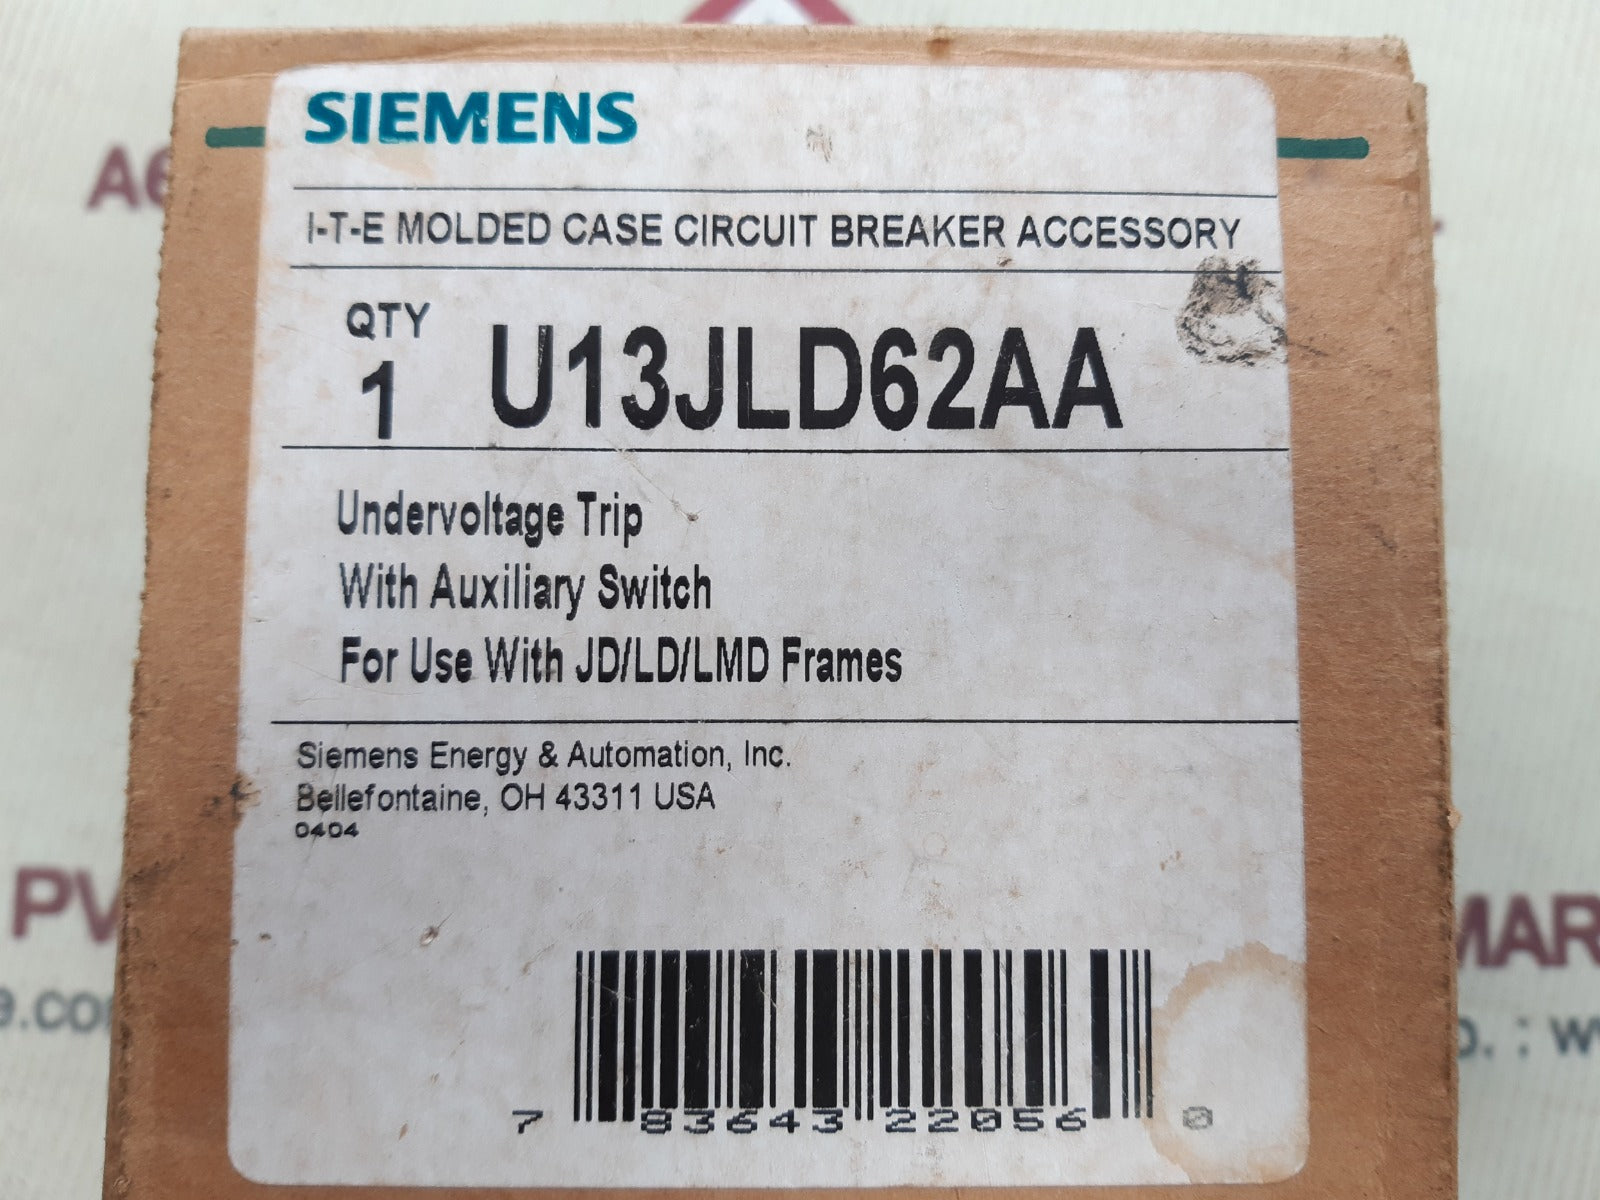 SIEMENS
I-T-E MOLDED CASE CIRCUIT BREAKER ACCESSORY
QTY
1 U13JLD62AA
Undervoltage Trip
With Auxiliary Switch
For Use With JD/LD/LMD Frames
Siemens Energy & Automation, Inc.
Bellefontaine, OH 43311 USA
0404
7 83643 22056 0